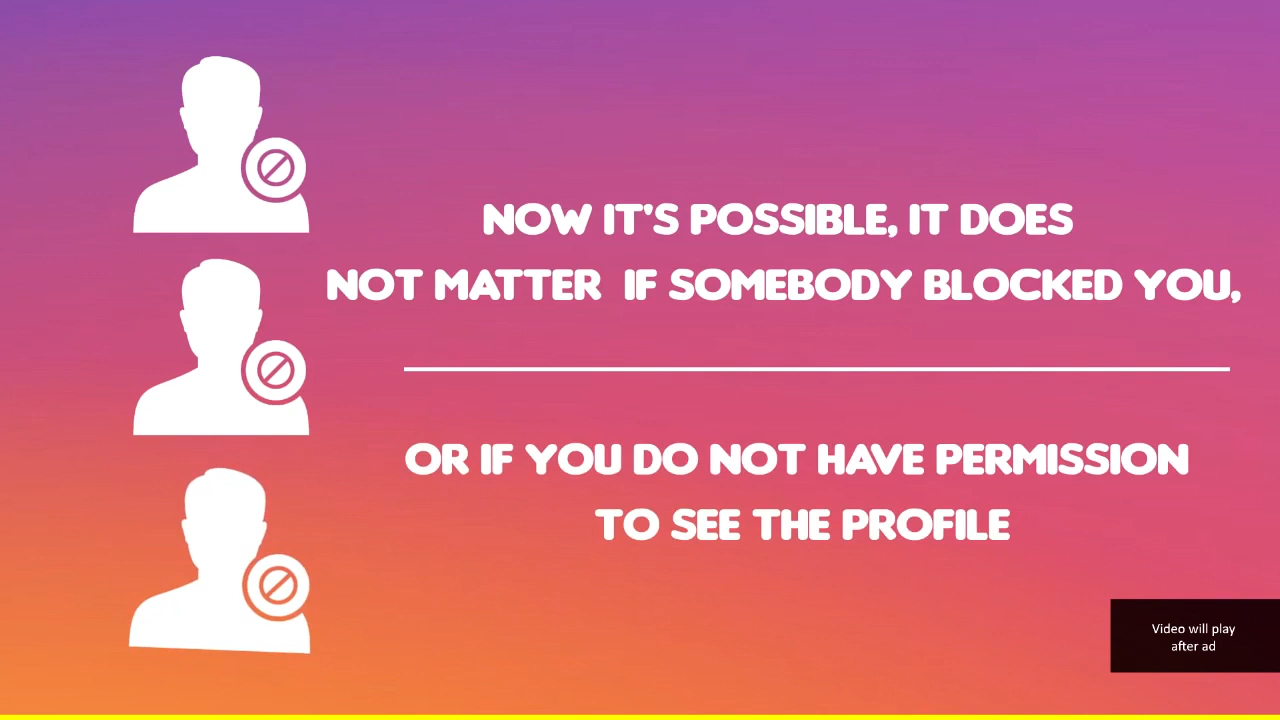 NOW IT'S POSSIBLE, IT DOES
NOT MATTER IF SOMEBODY BLOCKED YOU,
OR IF YOU DO NOT HAVE PERMISSION
TO SEE THE PROFILE
Video will play
after ad